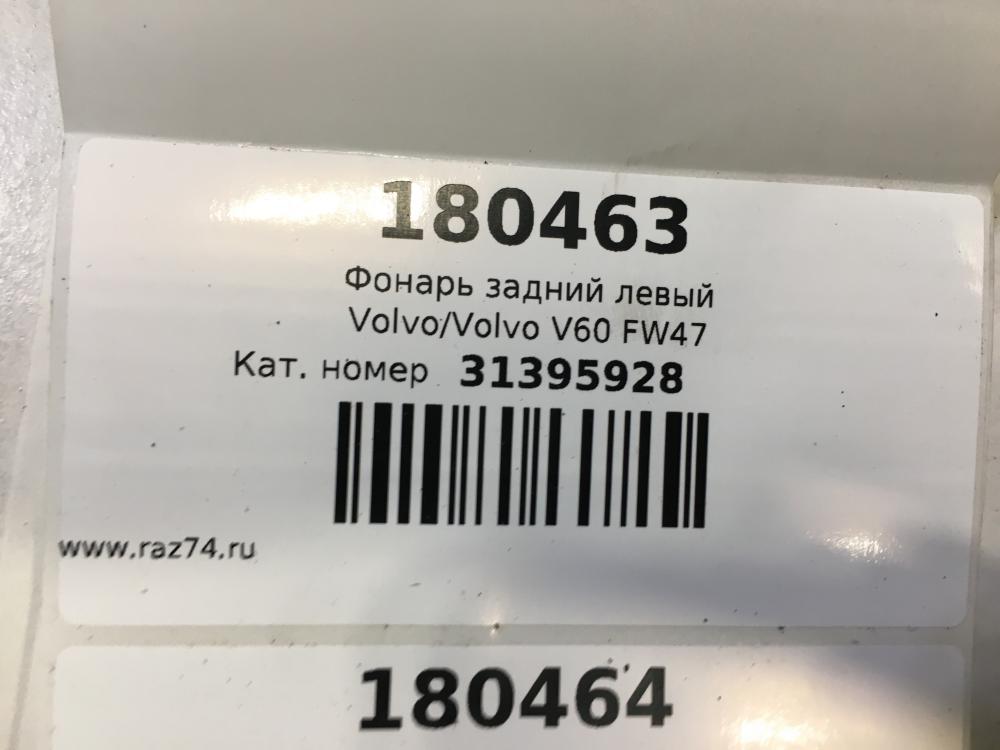 180463
Фонарь задний левый
Volvo/Volvo V60 FW47
Кат. номер 31395928
www.raz74.ru
180464